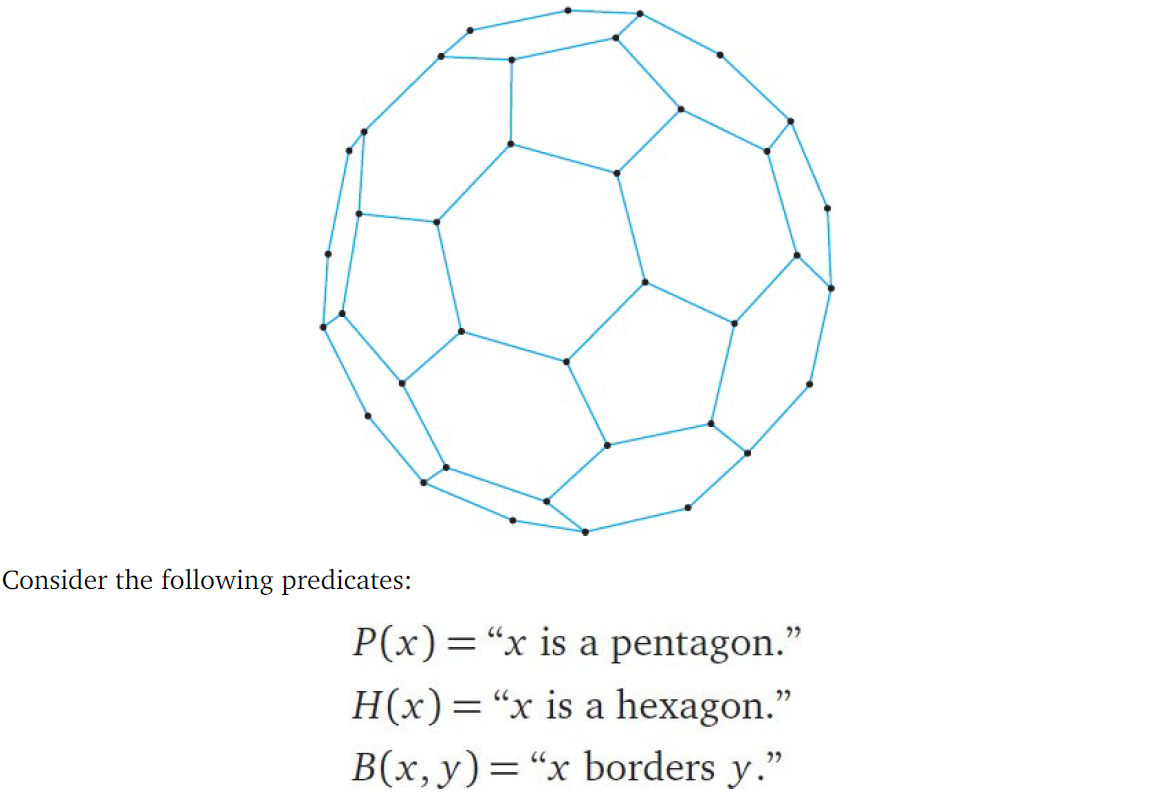 Consider the following predicates:
P(x) = “x is a pentagon.”
H(x) = “x is a hexagon.”
B(x, y) = “x borders y.”